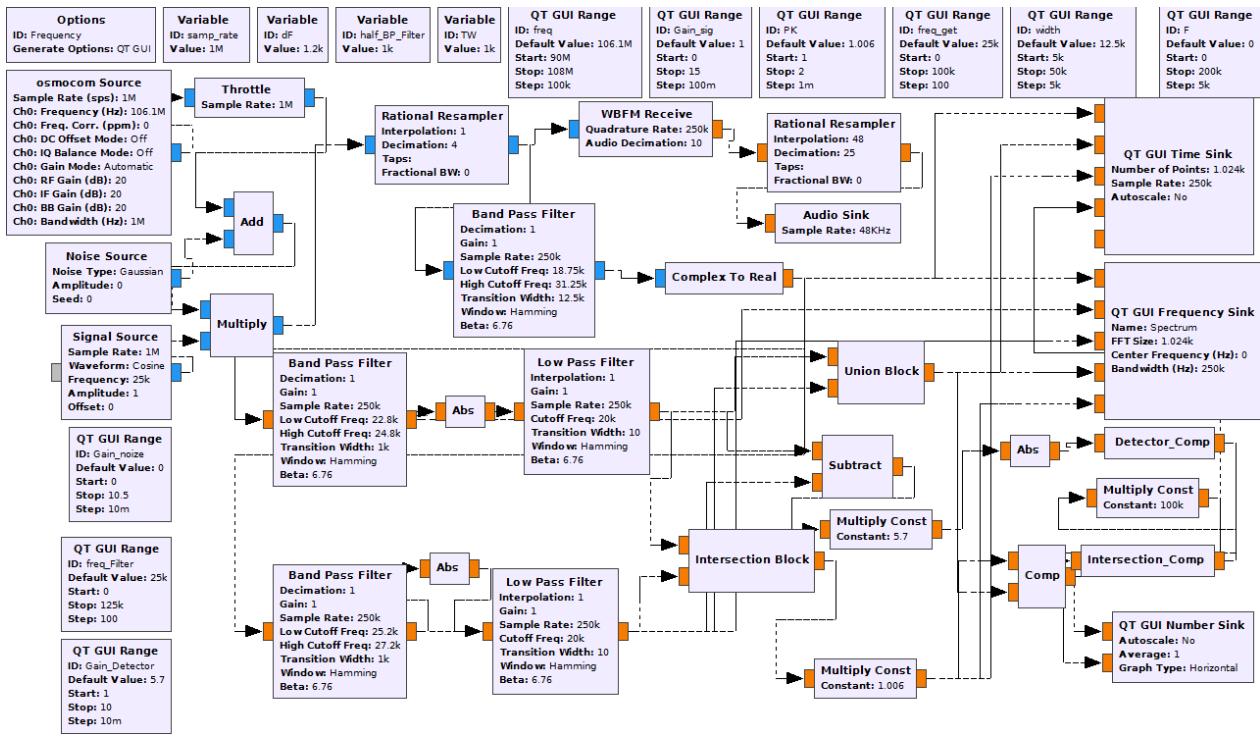 Options
ID: Frequency
Generate Options: QT GUI
Variable
ID: samp_rate
Value: 1M
Variable
ID: dF
Value: 1.2k
Variable
ID: half_BP_Filter
Value: 1k
Variable
ID: TW
Value: 1k
QT GUI Range
ID: freq
Default Value: 106.1M
Start: 90M
Stop: 108M
Step: 100k
QT GUI Range
ID: Gain_sig
Default Value: 1
Start: 0
Stop: 15
Step: 100m
QT GUI Range
ID: PK
Default Value: 1.006
Start: 1
Stop: 2
Step: 1m
QT GUI Range
ID: freq_get
Default Value: 25k
Start: 0
Stop: 100k
Step: 100
QT GUI Range
ID: width
Default Value: 12.5k
Start: 5k
Stop: 50k
Step: 5k
QT GUI Range
ID: F
Default Value: 0
Start: 0
Stop: 200k
Step: 5k
osmocom Source
Sample Rate (sps): 1M
Ch0: Frequency (Hz): 106.1M
Ch0: Freq. Corr. (ppm): 0
Ch0: DC Offset Mode: Off
Ch0: IQ Balance Mode: Off
Ch0: Gain Mode: Automatic
Ch0: RF Gain (dB): 20
Ch0: IF Gain (dB): 20
Ch0: BB Gain (dB): 20
Ch0: Bandwidth (Hz): 1M
Throttle
Sample Rate: 1M
Rational Resampler
Interpolation: 1
Decimation: 4
Taps:
Fractional BW: 0
WBFM Receive
Quadrature Rate: 250k
Audio Decimation: 10
Rational Resampler
Interpolation: 48
Decimation: 25
Taps:
Fractional BW: 0
QT GUI Time Sink
Number of Points: 1.024k
Sample Rate: 250k
Autoscale: No
Add
Band Pass Filter
Decimation: 1
Gain: 1
Sample Rate: 250k
Low Cutoff Freq: 18.75k
High Cutoff Freq: 31.25k
Transition Width: 12.5k
Window: Hamming
Beta: 6.76
Audio Sink
Sample Rate: 48KHz
Noise Source
Noise Type: Gaussian
Amplitude: 0
Seed: 0
Complex To Real
Multiply
QT GUI Frequency Sink
Name: Spectrum
FFT Size: 1.024k
Center Frequency (Hz): 0
Bandwidth (Hz): 250k
Signal Source
Sample Rate: 1M
Waveform: Cosine
Frequency: 25k
Amplitude: 1
Offset: 0
Band Pass Filter
Decimation: 1
Gain: 1
Sample Rate: 250k
Low Cutoff Freq: 22.8k
High Cutoff Freq: 24.8k
Transition Width: 1k
Window: Hamming
Beta: 6.76
Abs
Low Pass Filter
Interpolation: 1
Gain: 1
Sample Rate: 250k
Cutoff Freq: 20k
Transition Width: 10
Window: Hamming
Beta: 6.76
Union Block
QT GUI Range
ID: Gain_noize
Default Value: 0
Start: 0
Stop: 10.5
Step: 10m
Subtract
Abs
Detector_Comp
Multiply Const
Constant: 100k
Multiply Const
Constant: 5.7
QT GUI Range
ID: freq_Filter
Default Value: 25k
Start: 0
Stop: 125k
Step: 100
Band Pass Filter
Decimation: 1
Gain: 1
Sample Rate: 250k
Low Cutoff Freq: 25.2k
High Cutoff Freq: 27.2k
Transition Width: 1k
Window: Hamming
Beta: 6.76
Abs
Low Pass Filter
Interpolation: 1
Gain: 1
Sample Rate: 250k
Cutoff Freq: 20k
Transition Width: 10
Window: Hamming
Beta: 6.76
Intersection Block
Comp
Intersection_Comp
QT GUI Number Sink
Autoscale: No
Average: 1
Graph Type: Horizontal
QT GUI Range
ID: Gain_Detector
Default Value: 5.7
Start: 1
Stop: 10
Step: 10m
Multiply Const
Constant: 1.006